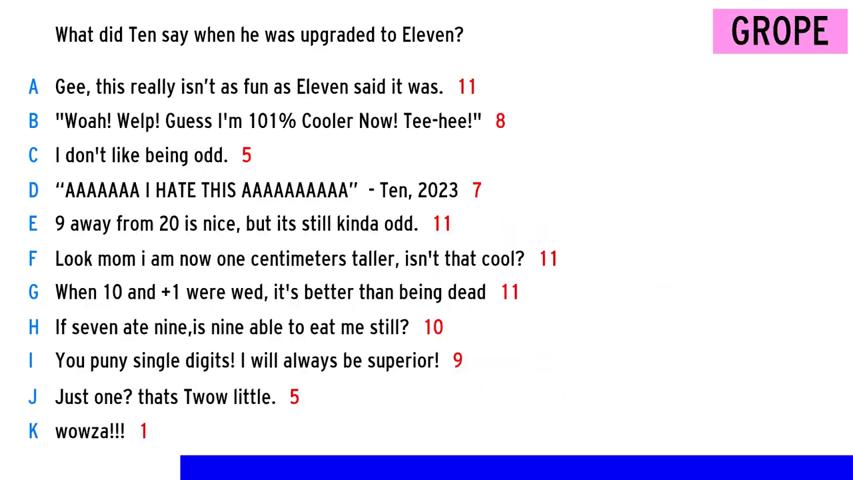 What did Ten say when he was upgraded to Eleven?
GROPE
A Gee, this really isn't as fun as Eleven said it was. 11
B "Woah! Welp! Guess I'm 101% Cooler Now! Tee-hee!" 8
C I don't like being odd. 5
D “AAAAAAA I HATE THIS AAAAAAAAAA” - Ten, 2023 7
E 9 away from 20 is nice, but its still kinda odd. 11
F Look mom i am now one centimeters taller, isn't that cool? 11
G When 10 and +1 were wed, it's better than being dead 11
H If seven ate nine,is nine able to eat me still? 10
I You puny single digits! I will always be superior! 9
J Just one? thats Twow little. 5
K wowza!!! 1